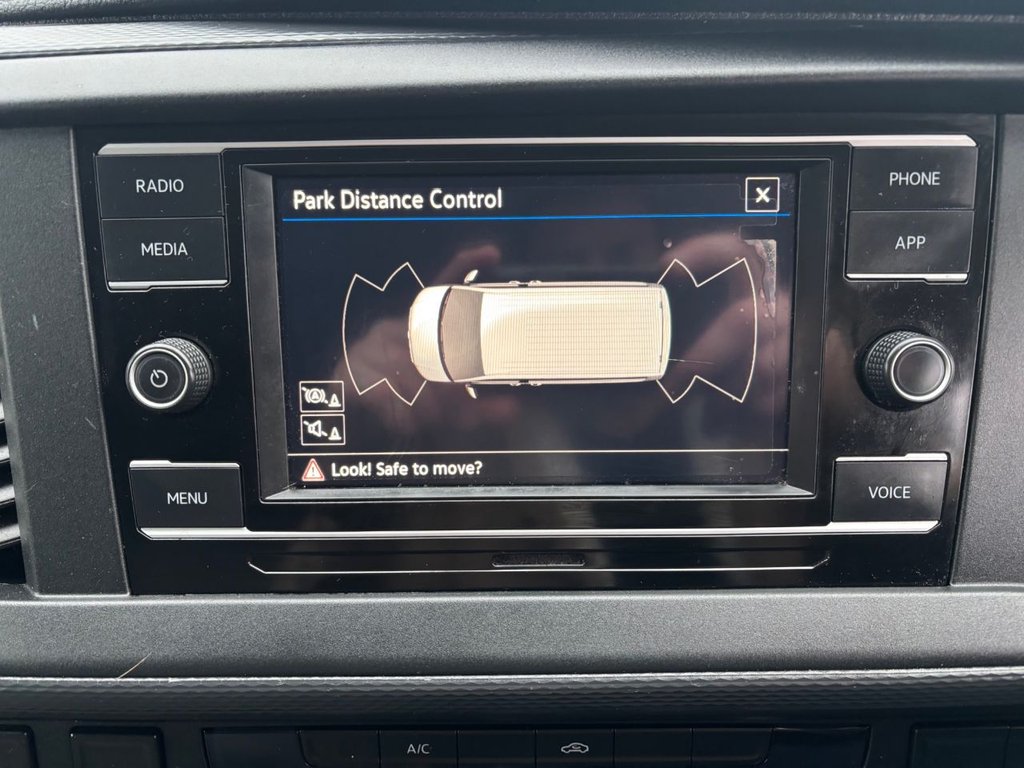 RADIO
MEDIA
Park Distance Control
X
PHONE
APP
Look! Safe to move?
MENU
VOICE
A/C